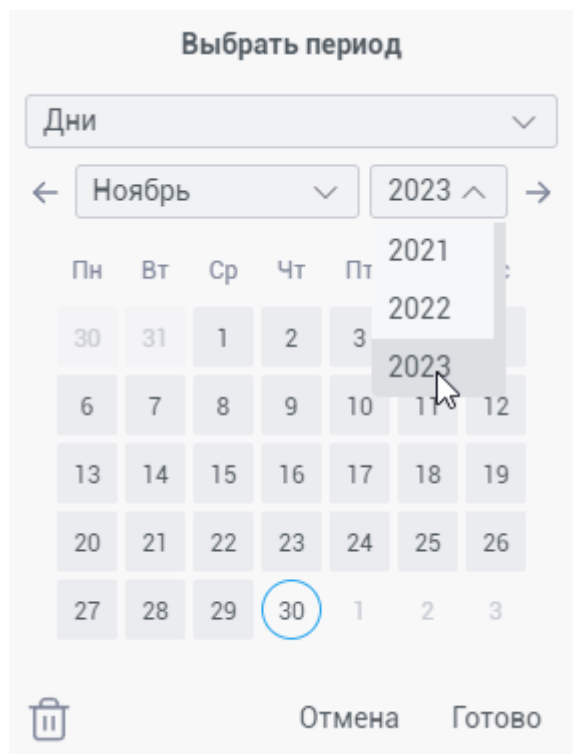 Выбрать период
Дни
Ноябрь 2023
2021
Пн Вт Ср Чт Пт с
2022
30 31 1 2 3
2023
6 7 8 9 10 11 12
13 14 15 16 17 18 19
20 21 22 23 24 25 26
27 28 29 30 1 2 3
Отмена Готово